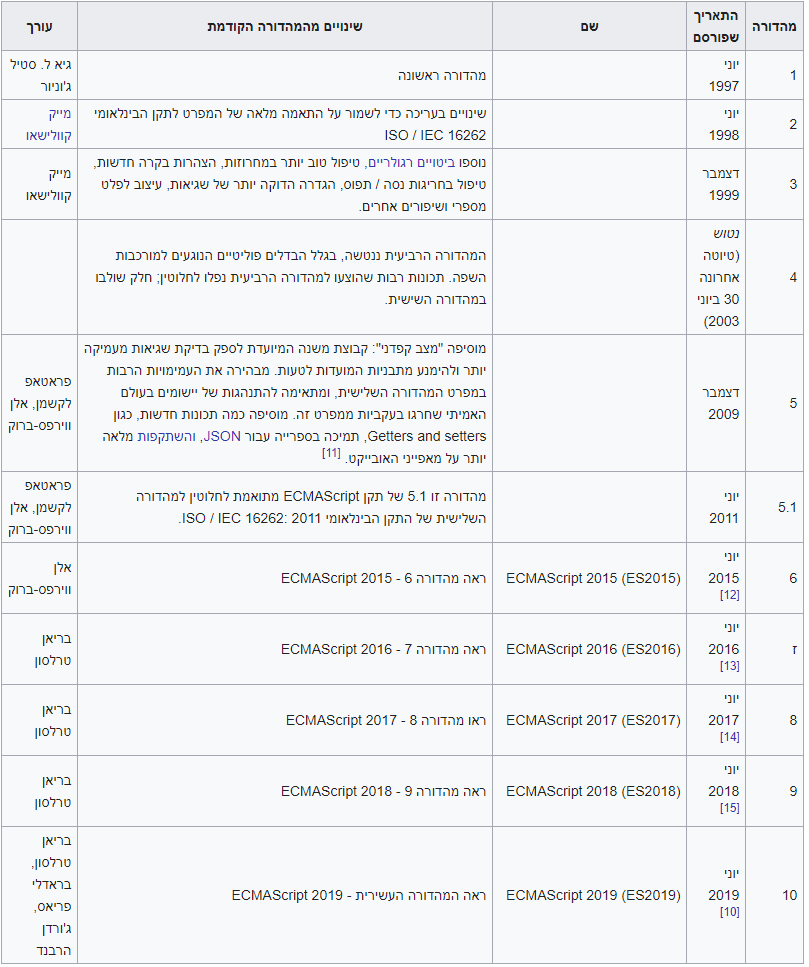 מהדורה
התאריך
שפורסם
שם
שינויים מהמהדורה הקודמת
עורך
1
יוני
1997
מהדורה ראשונה
גיא ל. סטיל
ג'וניור
2
יוני
1998
שינויים בעריכה כדי לשמור על התאמה מלאה של המפרט לתקן הבינלאומי
ISO / IEC 16262
מייק
קוולישאו
3
דצמבר
1999
נוספו ביטויים רגולריים, טיפול טוב יותר במחרוזות, הצהרות בקרה חדשות,
טיפול בחריגות נסה / תפוס, הגדרה הדוקה יותר של שגיאות, עיצוב לפלט
מספרי ושיפורים אחרים.
מייק
קוולישאו
4
נטוש
(טיוטה
אחרונה
30 ביוני
2003)
המהדורה הרביעית ננטשה, בגלל הבדלים פוליטיים הנוגעים למורכבות
השפה. תכונות רבות שהוצעו למהדורה הרביעית נפלו לחלוטין; חלק שולבו
במהדורה השישית.
5
דצמבר
2009
מוסיפה "מצב קפדני": קבוצת משנה המיועדת לספק בדיקת שגיאות מעמיקה
יותר ולהימנע מתבניות המועדות לטעות. מבהירה את העמימויות הרבות
במפרט המהדורה השלישית, ומתאימה להתנהגות של יישומים בעולם
האמיתי שחרגו בעקביות ממפרט זה. מוסיפה כמה תכונות חדשות, כגון
Getters and setters, תמיכה בספרייה עבור JSON, והשתקפות מלאה
יותר על מאפייני האובייקט. [11]
פראטאפ
לקשמן, אלן
ווירפס-ברוק
5.1
יוני
2011
מהדורה זו 5.1 של תקן ECMAScript מתואמת לחלוטין למהדורה
השלישית של התקן הבינלאומי ISO / IEC 16262: 2011.
פראטאפ
לקשמן, אלן
ווירפס-ברוק
6
יוני
2015
[12]
ECMAScript 2015 (ES2015)
ראה מהדורה 6 - ECMAScript 2015
אלן
ווירפס-ברוק
ז
יוני
2016
[13]
ECMAScript 2016 (ES2016)
ראה מהדורה 7 - ECMAScript 2016
בריאן
טרלסון
8
יוני
2017
[14]
ECMAScript 2017 (ES2017)
ראו מהדורה 8 - ECMAScript 2017
בריאן
טרלסון
9
יוני
2018
[15]
ECMAScript 2018 (ES2018)
ראה מהדורה 9 - ECMAScript 2018
בריאן
טרלסון
10
יוני
2019
[10]
ECMAScript 2019 (ES2019)
ראה המהדורה העשירית - ECMAScript 2019
בריאן
טרלסון,
בראדלי
פריאס,
ג'ורדן
הרבנד